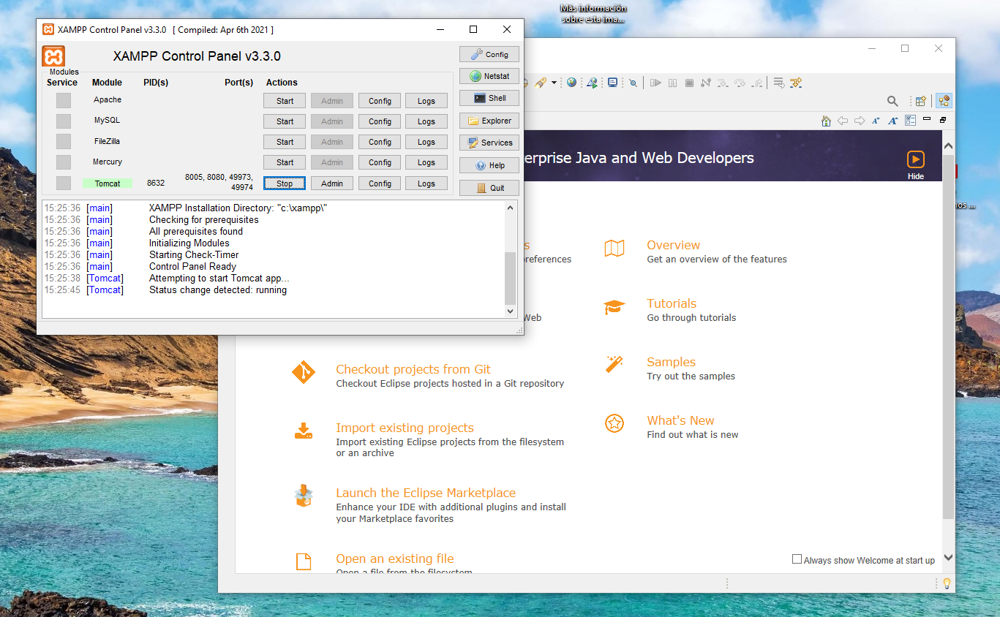 Más información
sobre esta ima...
XAMPP Control Panel v3.3.0 [ Compiled: Apr 6th 2021 ]
XAMPP Control Panel v3.3.0
Config
Modules
Service Module PID(s) Port(s) Actions
Netstat
Apache Start Admin Config Logs
Shell
MySQL Start Admin Config Logs
Explorer
FileZilla Start Admin Config Logs
Services
Mercury Start Admin Config Logs
Help
Tomcat 8632 8005, 8080, 49973, Stop Admin Config Logs
49974
Quit
15:25:36 [main] XAMPP Installation Directory: "c:\xampp\"
15:25:36 [main] Checking for prerequisites
15:25:36 [main] All prerequisites found
15:25:36 [main] Initializing Modules
15:25:36 [main] Starting Check-Timer
15:25:36 [main] Control Panel Ready
15:25:38 [Tomcat] Attempting to start Tomcat app...
15:25:45 [Tomcat] Status change detected: running
erprise Java and Web Developers
Hide
nos ...
s
references
Web
Checkout projects from Git
Checkout Eclipse projects hosted in a Git repository
Import existing projects
Import existing Eclipse projects from the filesystem
or an archive
Launch the Eclipse Marketplace
Enhance your IDE with additional plugins and install
your Marketplace favorites
Open an existing file
Open a file from the filesystem
Overview
Get an overview of the features
Tutorials
Go through tutorials
Samples
Try out the samples
What's New
Find out what is new
Always show Welcome at start up